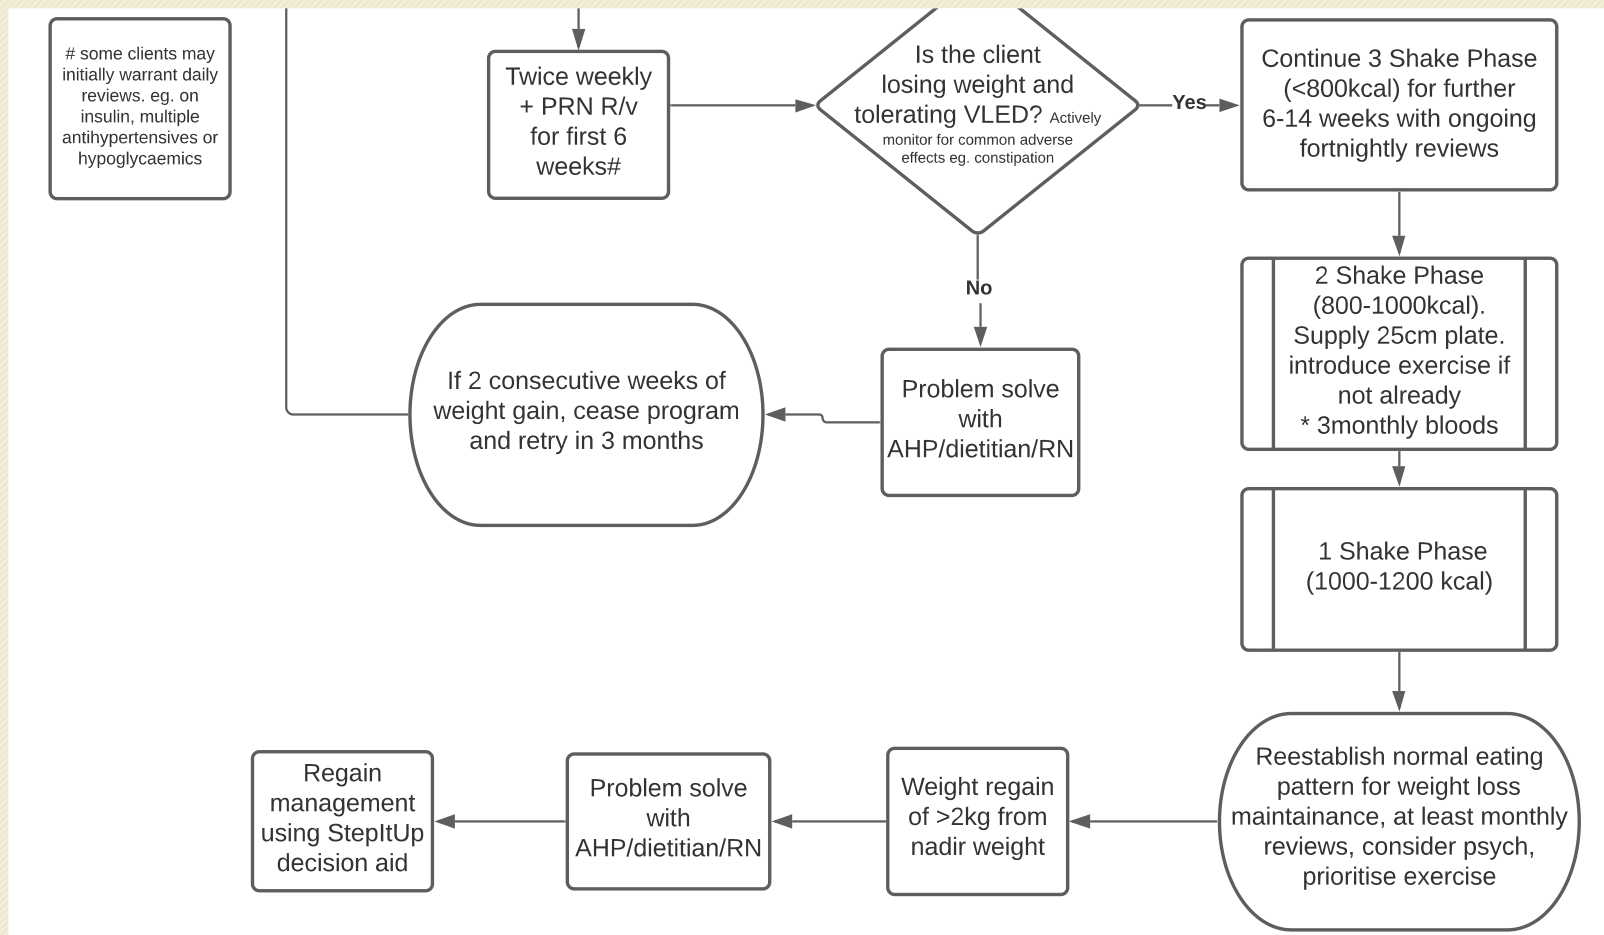 # some clients may
initially warrant daily
reviews. eg. on
insulin, multiple
antihypertensives or
hypoglycaemics
Twice weekly
+ PRN R/v
for first 6
weeks#
Is the client
losing weight and
tolerating VLED? Actively
monitor for common adverse
effects eg. constipation
Yes
Continue 3 Shake Phase
(<800kcal) for further
6-14 weeks with ongoing
fortnightly reviews
No
2 Shake Phase
(800-1000kcal).
Supply 25cm plate.
introduce exercise if
not already
* 3monthly bloods
If 2 consecutive weeks of
weight gain, cease program
and retry in 3 months
Problem solve
with
AHP/dietitian/RN
1 Shake Phase
(1000-1200 kcal)
Regain
management
using StepItUp
decision aid
Problem solve
with
AHP/dietitian/RN
Weight regain
of >2kg from
nadir weight
Reestablish normal eating
pattern for weight loss
maintainance, at least monthly
reviews, consider psych,
prioritise exercise